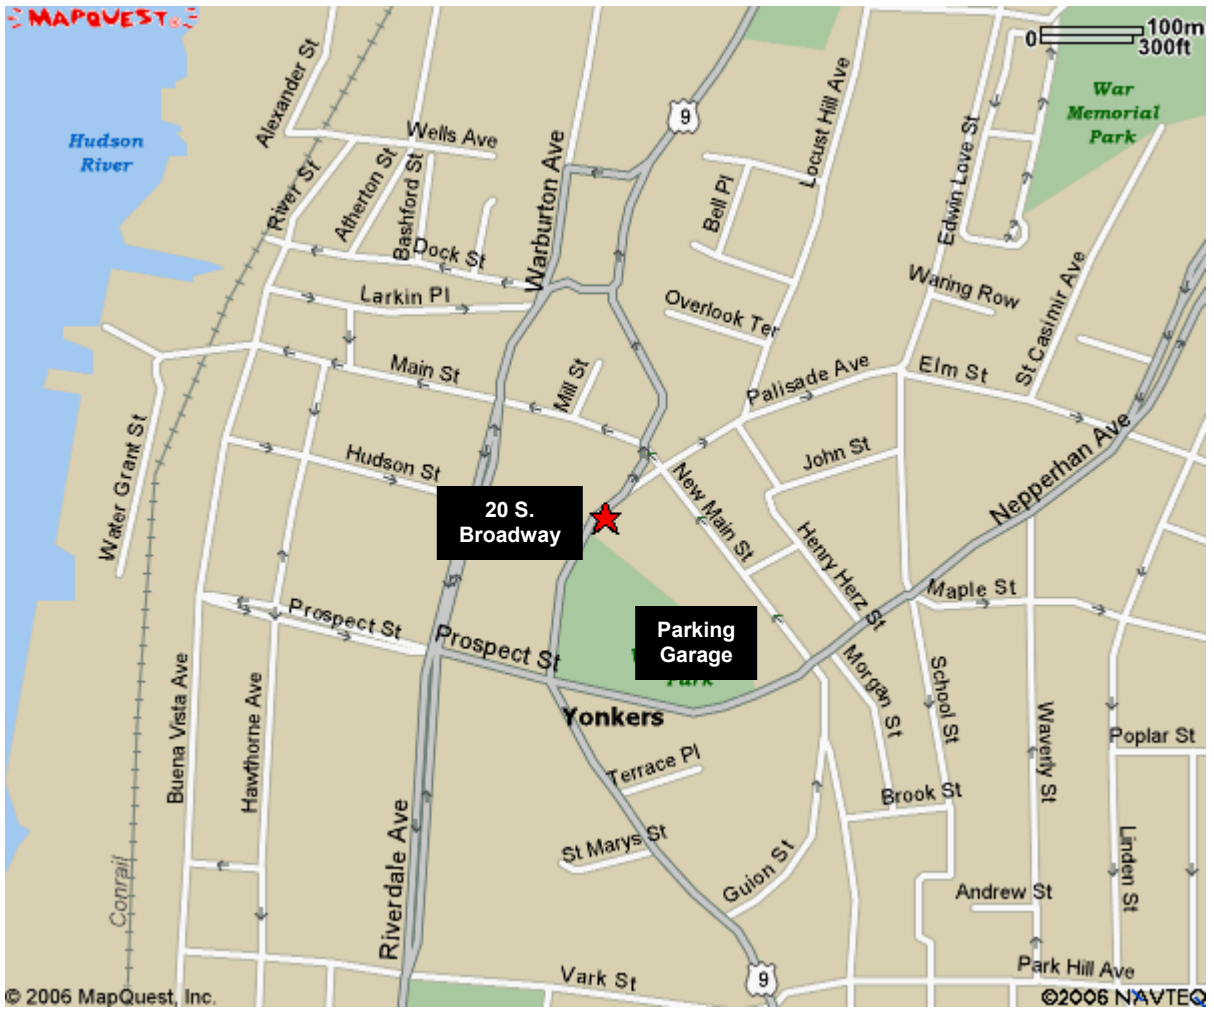 MAPQUEST®
100m
0
300ft
9
War
Memorial
Park
Hudson
River
Alexander St
Wells Ave
Locust Hill Ave
Warburton Ave
Edwin Love St
River St
Atherton St
Bashford St
Bell Pl
Dock St
Larkin Pl
Waring Row
St Casimir Ave
Overlook Ter
Main St
Mill St
Palisade Ave
Elm St
Nepperhan Ave
Water Grant St
Hudson St
John St
New Main St
20 S.
Broadway
Henry Herz St
Maple St
Prospect St
Prospect St
Parking
Garage
Park
Yonkers
Buena Vista Ave
Hawthorne Ave
Morgan St
School St
Waverly St
Poplar St
Terrace Pl
Brook St
St Marys St
Guion St
Linden St
Andrew St
Riverdale Ave
Conrail
Vark St
9
Park Hill Ave
© 2006 MapQuest, Inc.
©2006 NAVTEQ